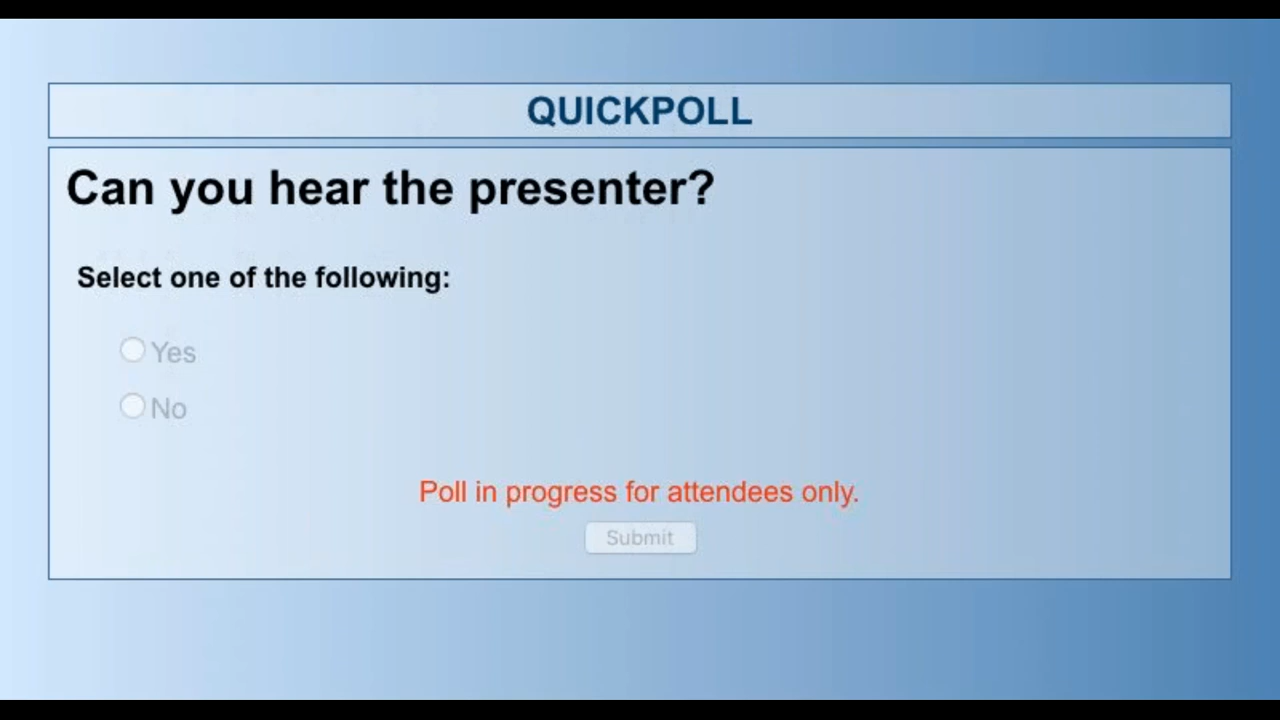 QUICKPOLL
Can you hear the presenter?
Select one of the following:
Yes
No
Poll in progress for attendees only.
Submit